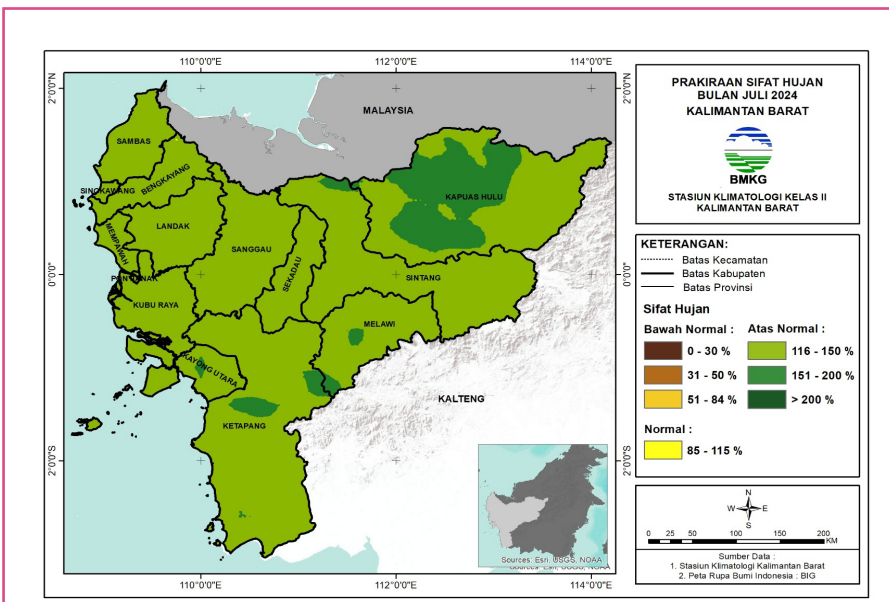 110°0'0"E
112°0'0"E
114°0'0"E
2°0'0"N
0°0'0"
2°0'0"S
2°0'0"N
0°0'0"
2°0'0"S
110°0'0"E
112°0'0"E
114°0'0"E
MALAYSIA
SAMBAS
SINGKAWANG
BENGKAYANG
KAPUAS HULU
LANDAK
MEMPAWAH
SANGGAU
SEKADAU
SINTANG
KUBU RAYA
MELAWI
KAYONG UTARA
KALTENG
KETAPANG
Sources: Esri, USGS, NOAA
Sources: Esri, USGS, NOAA
PRAKIRAAN SIFAT HUJAN
BULAN JULI 2024
KALIMANTAN BARAT
BMKG
STASIUN KLIMATOLOGI KELAS II
KALIMANTAN BARAT
KETERANGAN:
Batas Kecamatan
Batas Kabupaten
Batas Provinsi
Sifat Hujan
Bawah Normal : Atas Normal :
0 - 30 % 116 - 150 %
31 - 50 % 151 - 200 %
51 - 84 % > 200 %
Normal :
85 - 115 %
N
W E
S
0 25 50 100 150 200
KM
Sumber Data :
1. Stasiun Klimatologi Kalimantan Barat
2. Peta Rupa Bumi Indonesia : BIG